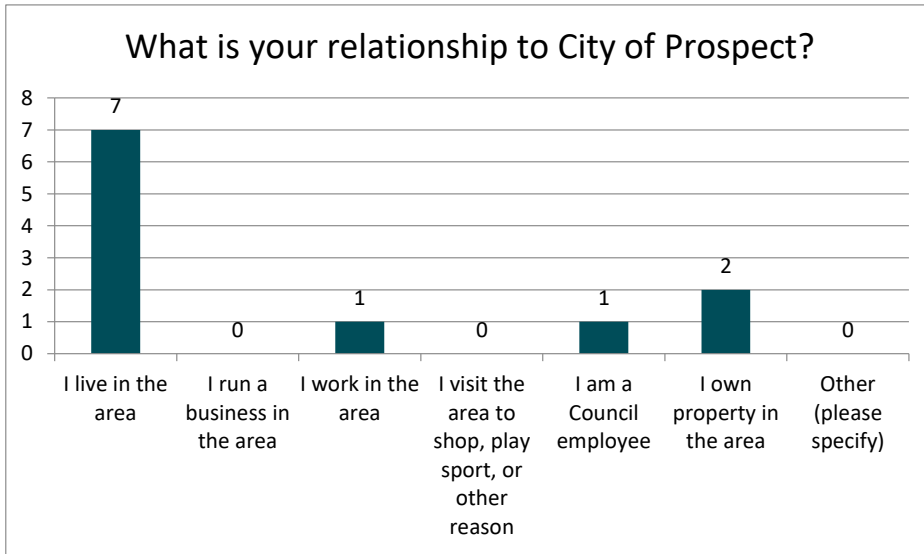 What is your relationship to City of Prospect?
8
7
6
5
4
3
2
1
0
7
0
1
0
1
2
0
I live in the
area
I run a
business in
the area
I work in the
area
I visit the
area to
shop, play
sport, or
other
reason
I am a
Council
employee
I own
property in
the area
Other
(please
specify)